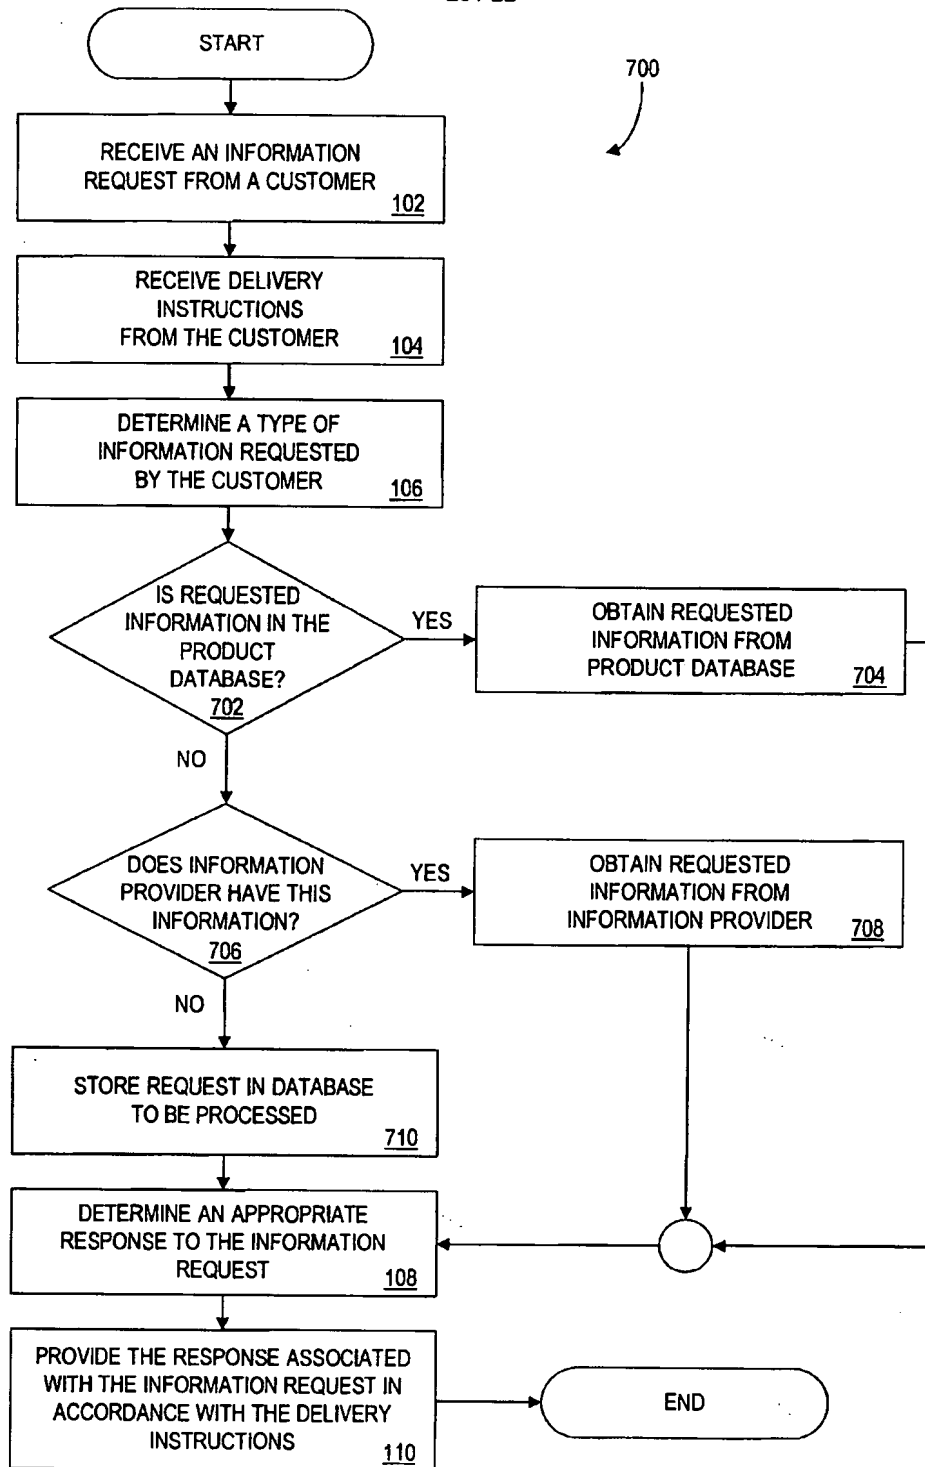 START
700
RECEIVE AN INFORMATION
REQUEST FROM A CUSTOMER
102
RECEIVE DELIVERY
INSTRUCTIONS
FROM THE CUSTOMER
104
DETERMINE A TYPE OF
INFORMATION REQUESTED
BY THE CUSTOMER
106
IS REQUESTED
INFORMATION IN THE
PRODUCT
DATABASE?
702
YES
OBTAIN REQUESTED
INFORMATION FROM
PRODUCT DATABASE
704
NO
DOES INFORMATION
PROVIDER HAVE THIS
INFORMATION?
706
YES
OBTAIN REQUESTED
INFORMATION FROM
INFORMATION PROVIDER
708
NO
STORE REQUEST IN DATABASE
TO BE PROCESSED
710
DETERMINE AN APPROPRIATE
RESPONSE TO THE INFORMATION
REQUEST
108
PROVIDE THE RESPONSE ASSOCIATED
WITH THE INFORMATION REQUEST IN
ACCORDANCE WITH THE DELIVERY
INSTRUCTIONS
110
END